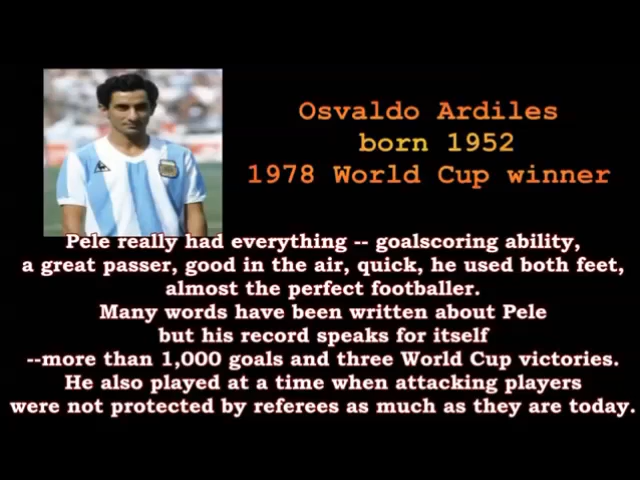 Osvaldo Ardiles
born 1952
1978 World Cup winner
Pele really had everything -- goalscoring ability,
a great passer, good in the air, quick, he used both feet,
almost the perfect footballer.
Many words have been written about Pele
but his record speaks for itself
--more than 1,000 goals and three World Cup victories.
He also played at a time when attacking players
were not protected by referees as much as they are today.